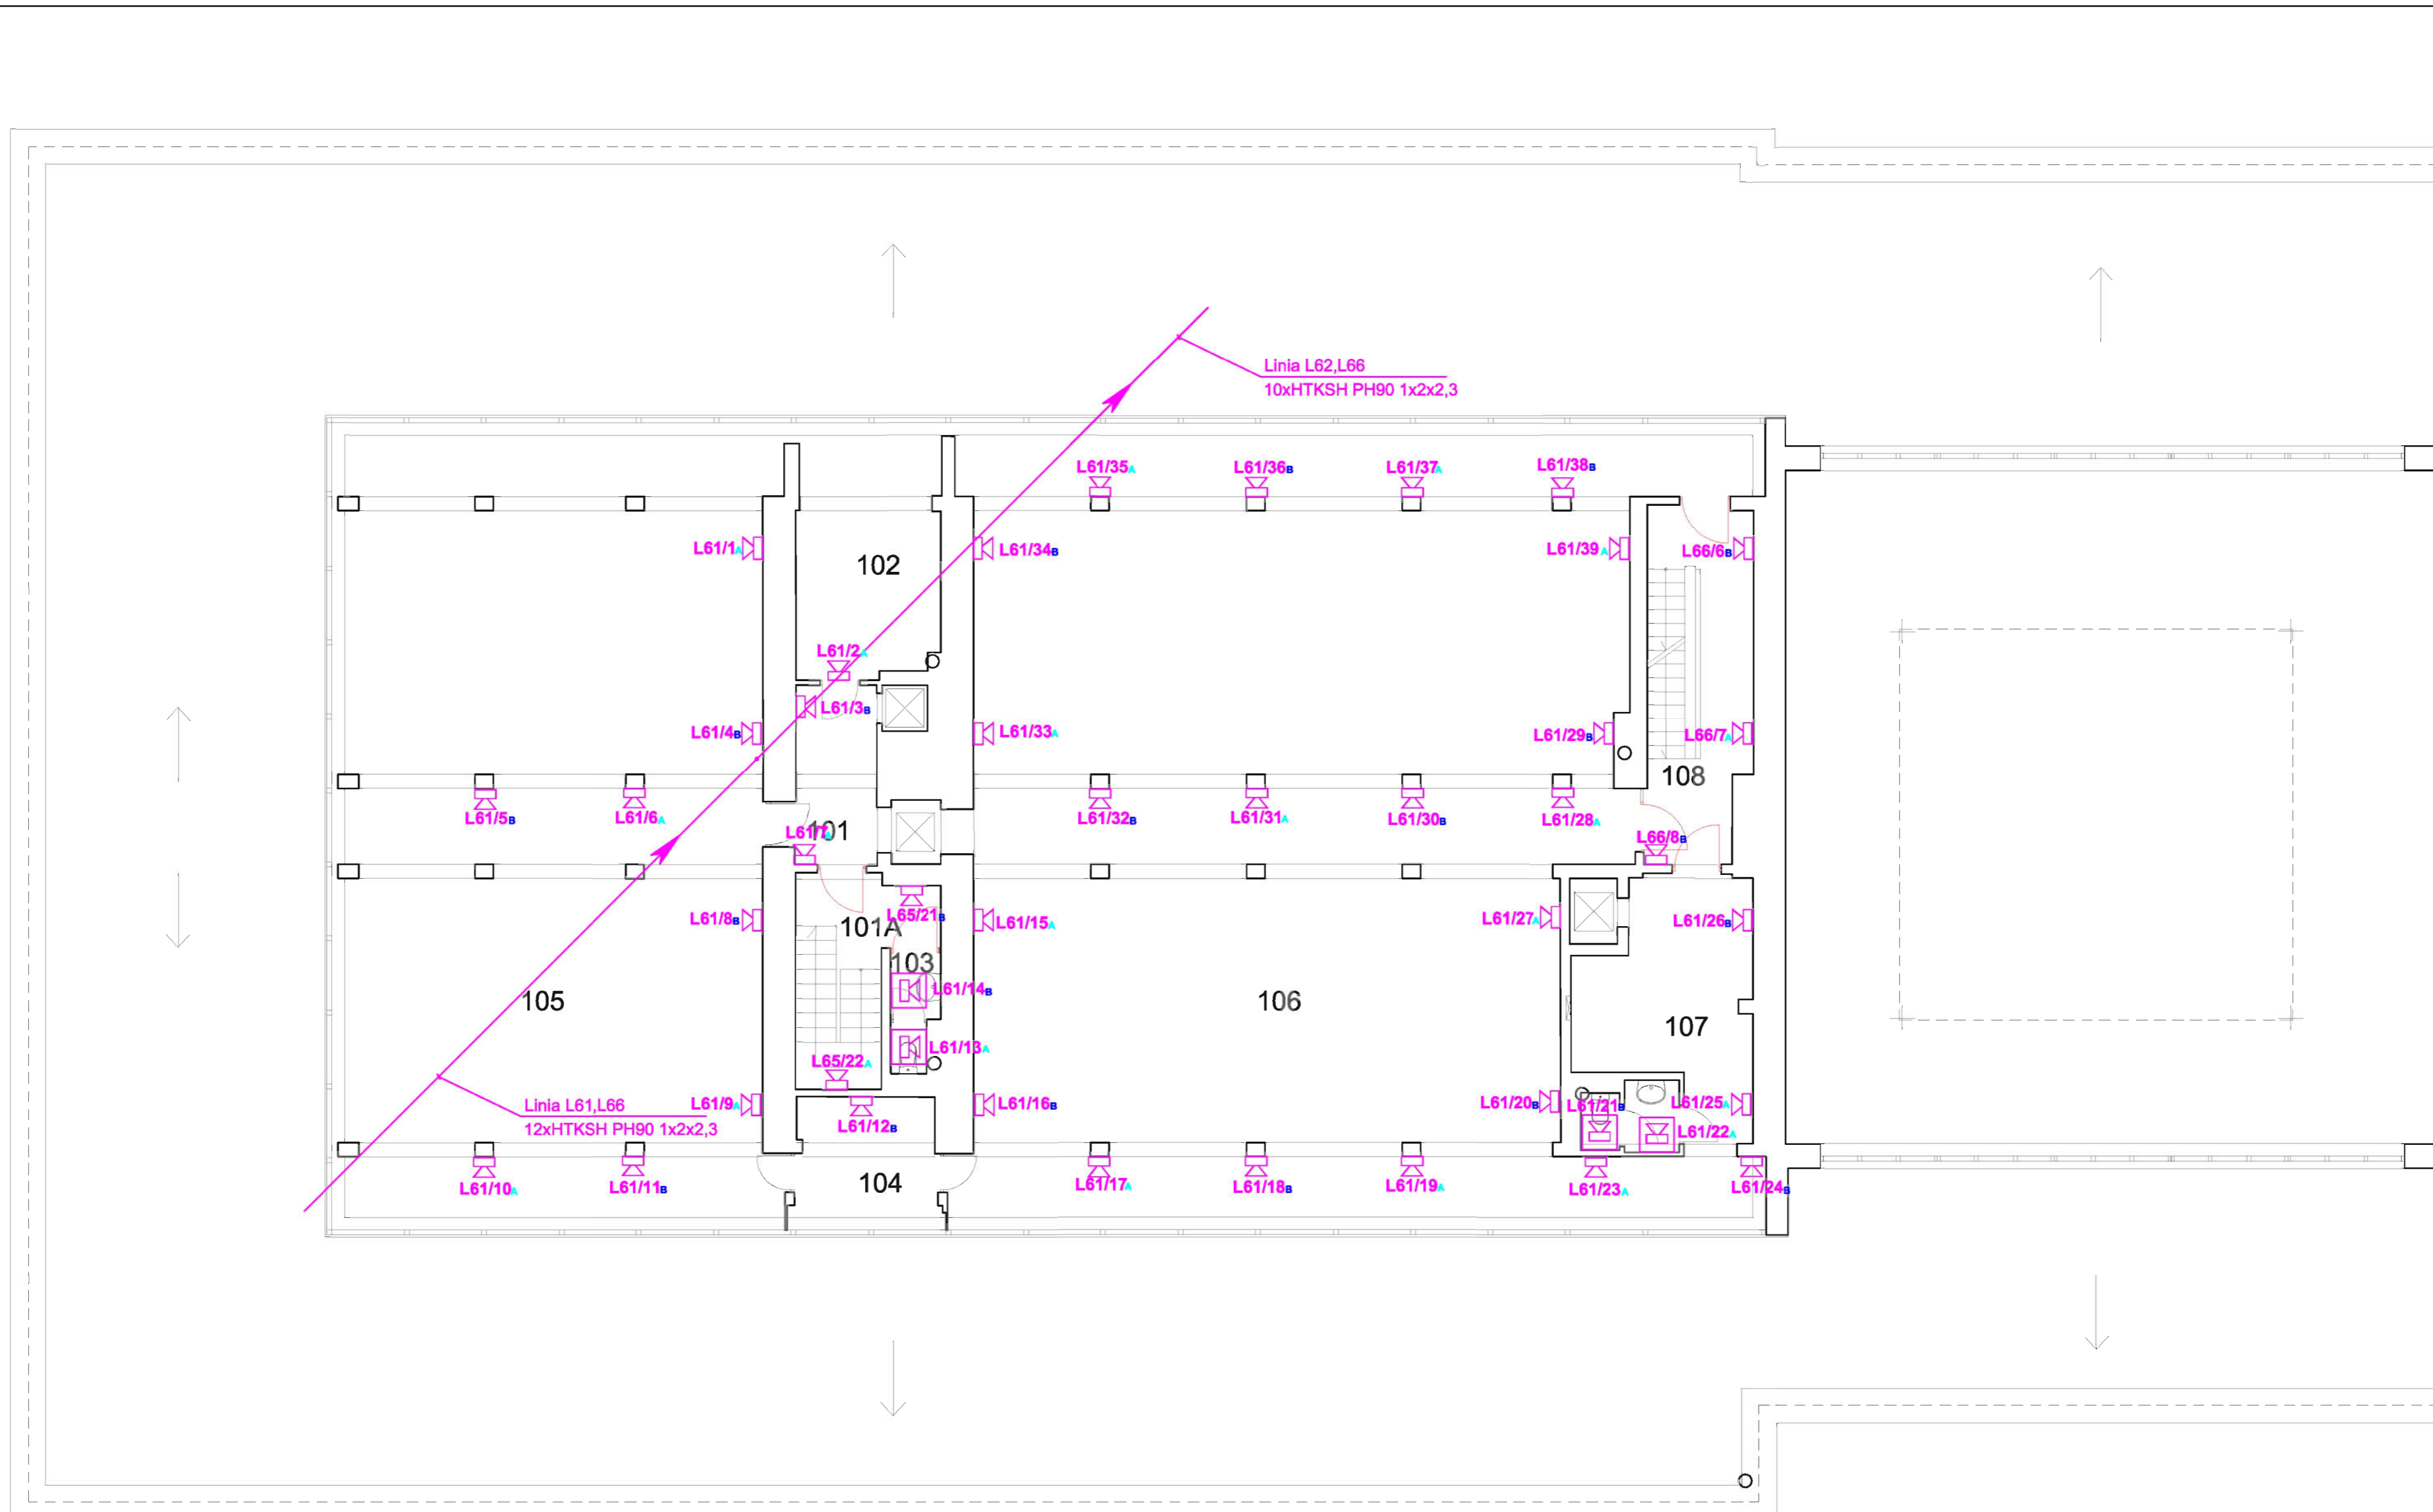 Linia L62,L66
10xHTKSH PH90 1x2x2,3
L61/35A
L61/36B
L61/37A
L61/38B
L61/1A
102
L61/34B
L61/39A
L66/6B
L61/2A
L61/3B
L61/4B
L61/33A
L61/29B
L66/7A
108
L61/5B
L61/6A
L61/7A
101
L61/32B
L61/31A
L61/30B
L61/28A
L66/8B
L61/8B
L65/21B
101A
L61/15A
L61/27A
L61/26B
103
L61/14B
105
106
107
L61/13A
L65/22A
Linia L61,L66
12xHTKSH PH90 1x2x2,3
L61/9A
L61/12B
L61/16B
L61/20B
L61/21B
L61/25A
L61/22A
L61/10A
L61/11B
104
L61/17A
L61/18B
L61/19A
L61/23A
L61/24B